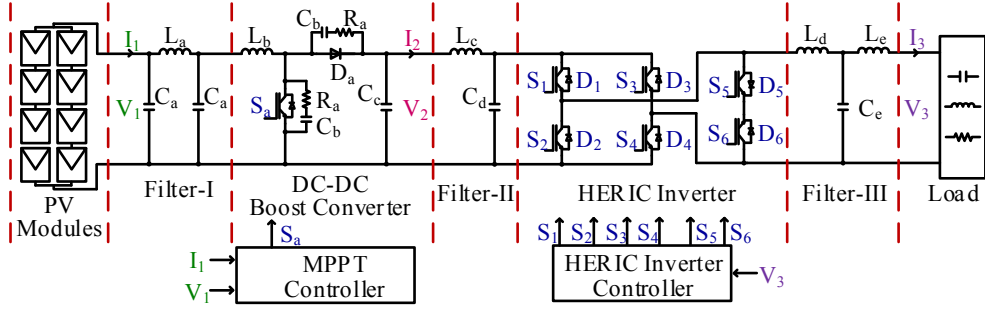 I1 La Lb Cb Ra I2 Lc Ld Le I3
Da
S1 D1 S3 D3 S5 D5
V1 Ca Ca Sa Ra Cc V2 Cd Ce V3
Cb
S2 D2 S4 D4 S6 D6
PV
Modules
Filter-I
DC-DC
Boost Converter
Filter-II
HERIC Inverter
Filter-III
Load
Sa
S1 S2 S3 S4 S5 S6
I1
V1
MPPT
Controller
HERIC Inverter
Controller
V3